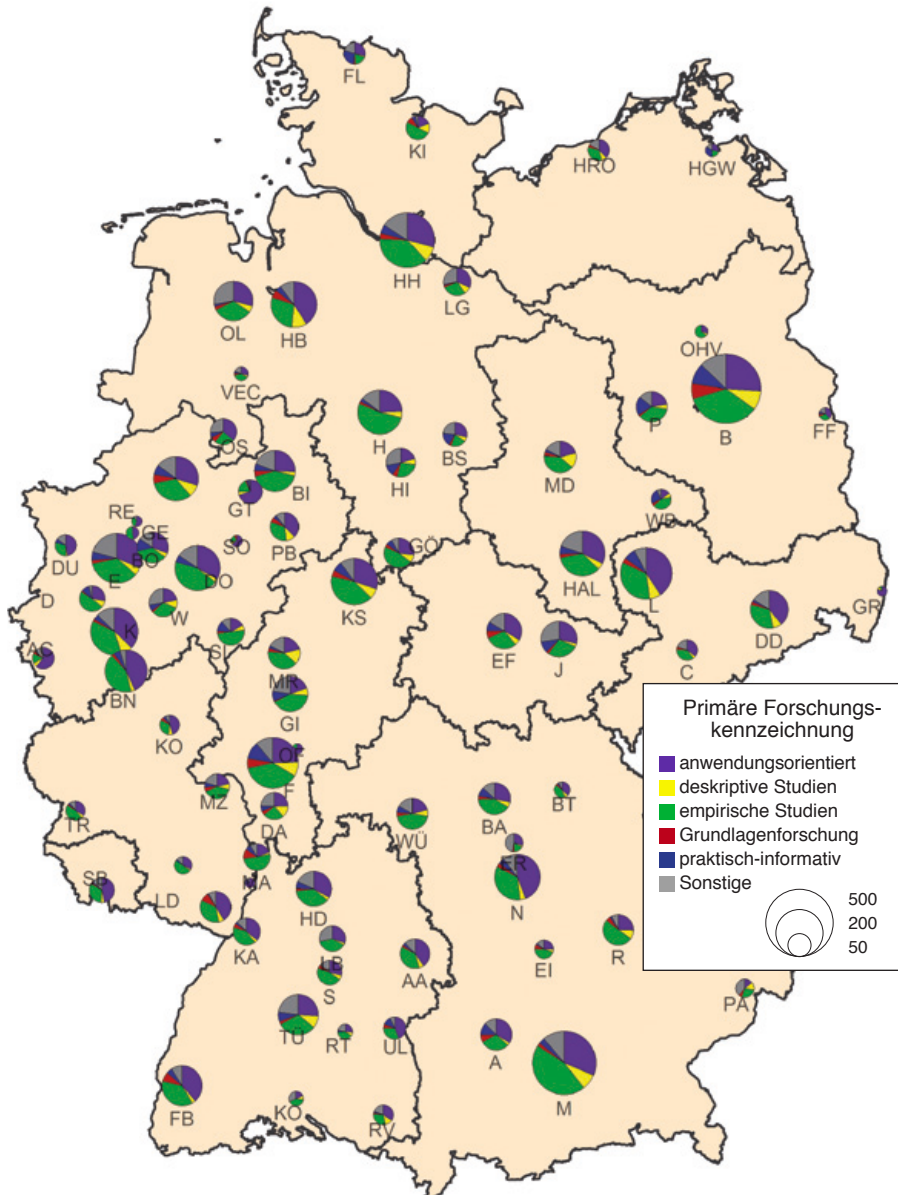 FL
KI
HRO
HGW
HH
LG
OL
HB
OHV
VEC
B
P
FF
H
BS
OS
HI
MD
BI
GT
WB
RE
GE
SO
PB
GÖ
DU
BO
E
DO
HAL
L
D
W
KS
GR
K
DD
AC
SI
EF
J
C
BN
MR
GI
KO
OF
F
MZ
DA
BT
BA
TR
WÜ
ER
MA
SB
LD
N
HD
KA
LB
AA
EI
R
S
PA
TÜ
RT
UL
A
M
FB
KO
RV
Primäre Forschungs-
kennzeichnung
anwendungsorientiert
deskriptive Studien
empirische Studien
Grundlagenforschung
praktisch-informativ
Sonstige
500
200
50